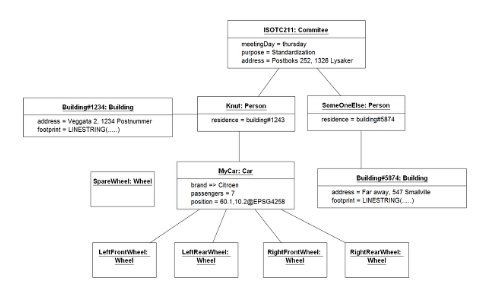 ISOTC211: Commitee
meetingDay = thursday
purpose = Standardization
address = Postboks 252, 1326 Lysaker
Building#1234: Building
address = Veggata 2, 1234 Postnummer
footprint = LINESTRING(.....)
Knut: Person
residence = building#1243
SomeOneElse: Person
residence = building#5874
SpareWheel: Wheel
MyCar: Car
brand => Citroen
passengers = 7
position = 60.1,10.2@EPSG4258
Building#5874: Building
address = Far away, 547 Smallville
footprint = LINESTRING(.....)
LeftFrontWheel:
Wheel
LeftRearWheel:
Wheel
RightFrontWheel:
Wheel
RightRearWheel:
Wheel